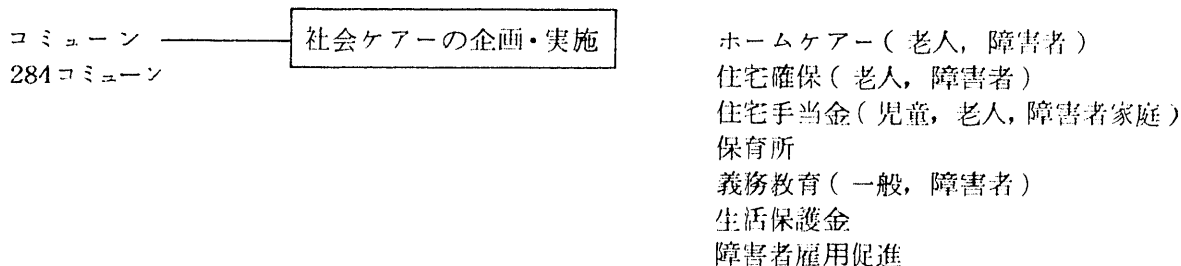 コミューン
284コミューン
社会ケアーの企画・実施
ホームケアー(老人,障害者)
住宅確保(老人,障害者)
住宅手当金(児童,老人,障害者家庭)
保育所
義務教育(一般,障害者)
生活保護金
障害者雇用促進